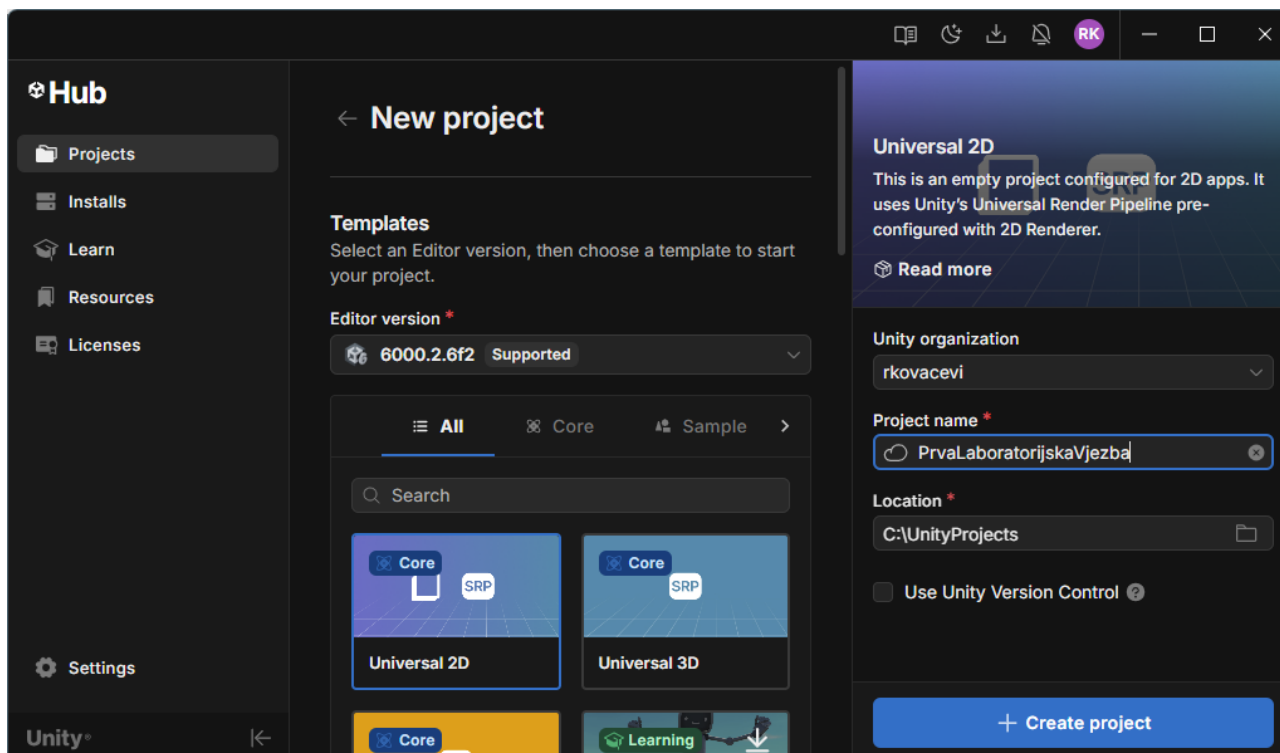 RK
Hub
Projects
Installs
Learn
Resources
Licenses
Settings
Unity®
New project
Templates
Select an Editor version, then choose a template to start
your project.
Editor version *
6000.2.6f2 Supported
All Core Sample
Search
Core
SRP
Universal 2D
Core
SRP
Universal 3D
Core
Learning
Universal 2D
SRP
This is an empty project configured for 2D apps. It
uses Unity's Universal Render Pipeline pre-
configured with 2D Renderer.
Read more
Unity organization
rkovacevi
Project name *
PrvaLaboratorijskaVjezba
Location *
C:\UnityProjects
Use Unity Version Control ?
+ Create project